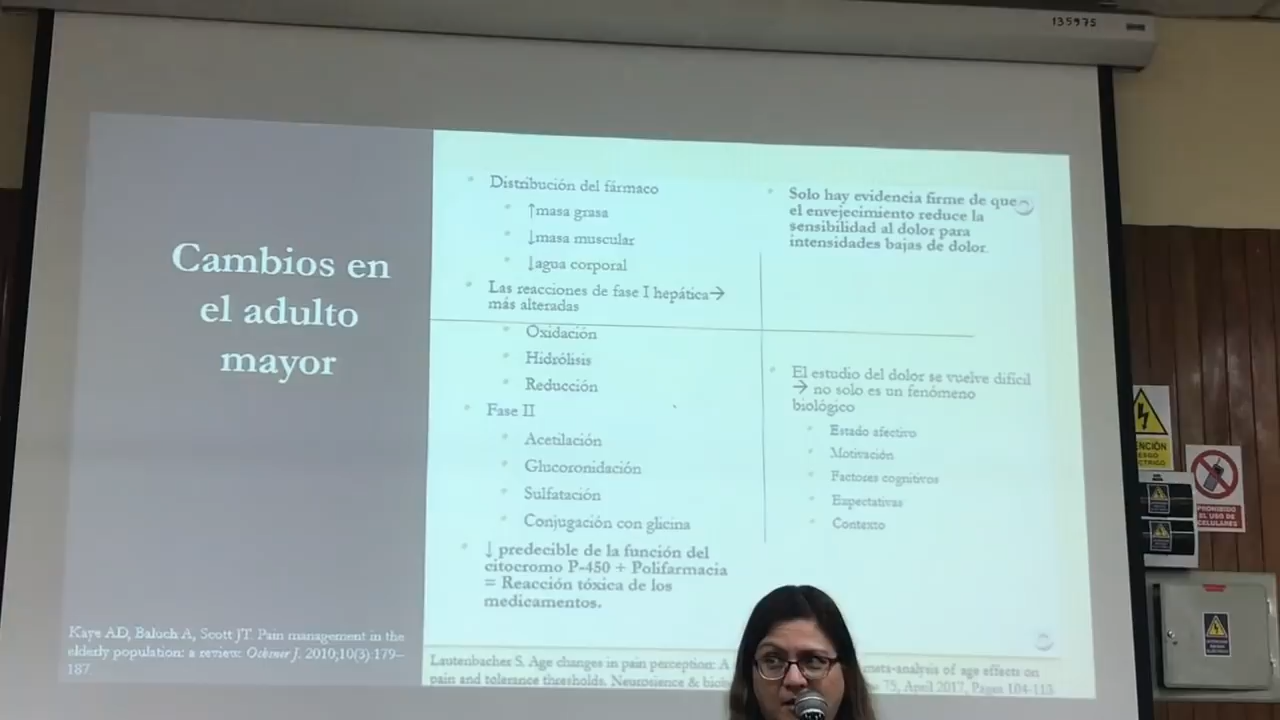 135975
Cambios en
el adulto
mayor
Kaye AD, Baluch A, Scott JT. Pain management in the
elderly population: a review. Ochsner J. 2010;10(3):179–
187.
Distribución del fármaco
↑masa grasa
↓masa muscular
↓agua corporal
Las reacciones de fase I hepática→
más alteradas
Oxidación
Hidrólisis
Reducción
Fase II
Acetilación
Glucoronidación
Sulfatación
Conjugación con glicina
↓ predecible de la función del
citocromo P-450 + Polifarmacia
= Reacción tóxica de los
medicamentos.
Solo hay evidencia firme de que
el envejecimiento reduce la
sensibilidad al dolor para
intensidades bajas de dolor.
El estudio del dolor se vuelve difícil
→ no solo es un fenómeno
biológico
Estado afectivo
Motivación
Factores cognitivos
Expectativas
Contexto
Lautenbacher S. Age changes in pain perception: A meta-analysis of age effects on
pain and tolerance thresholds. Neuroscience & 75, April 2017, Pages 104-113
PROHIBIDO
EL USO DE
CELULARES